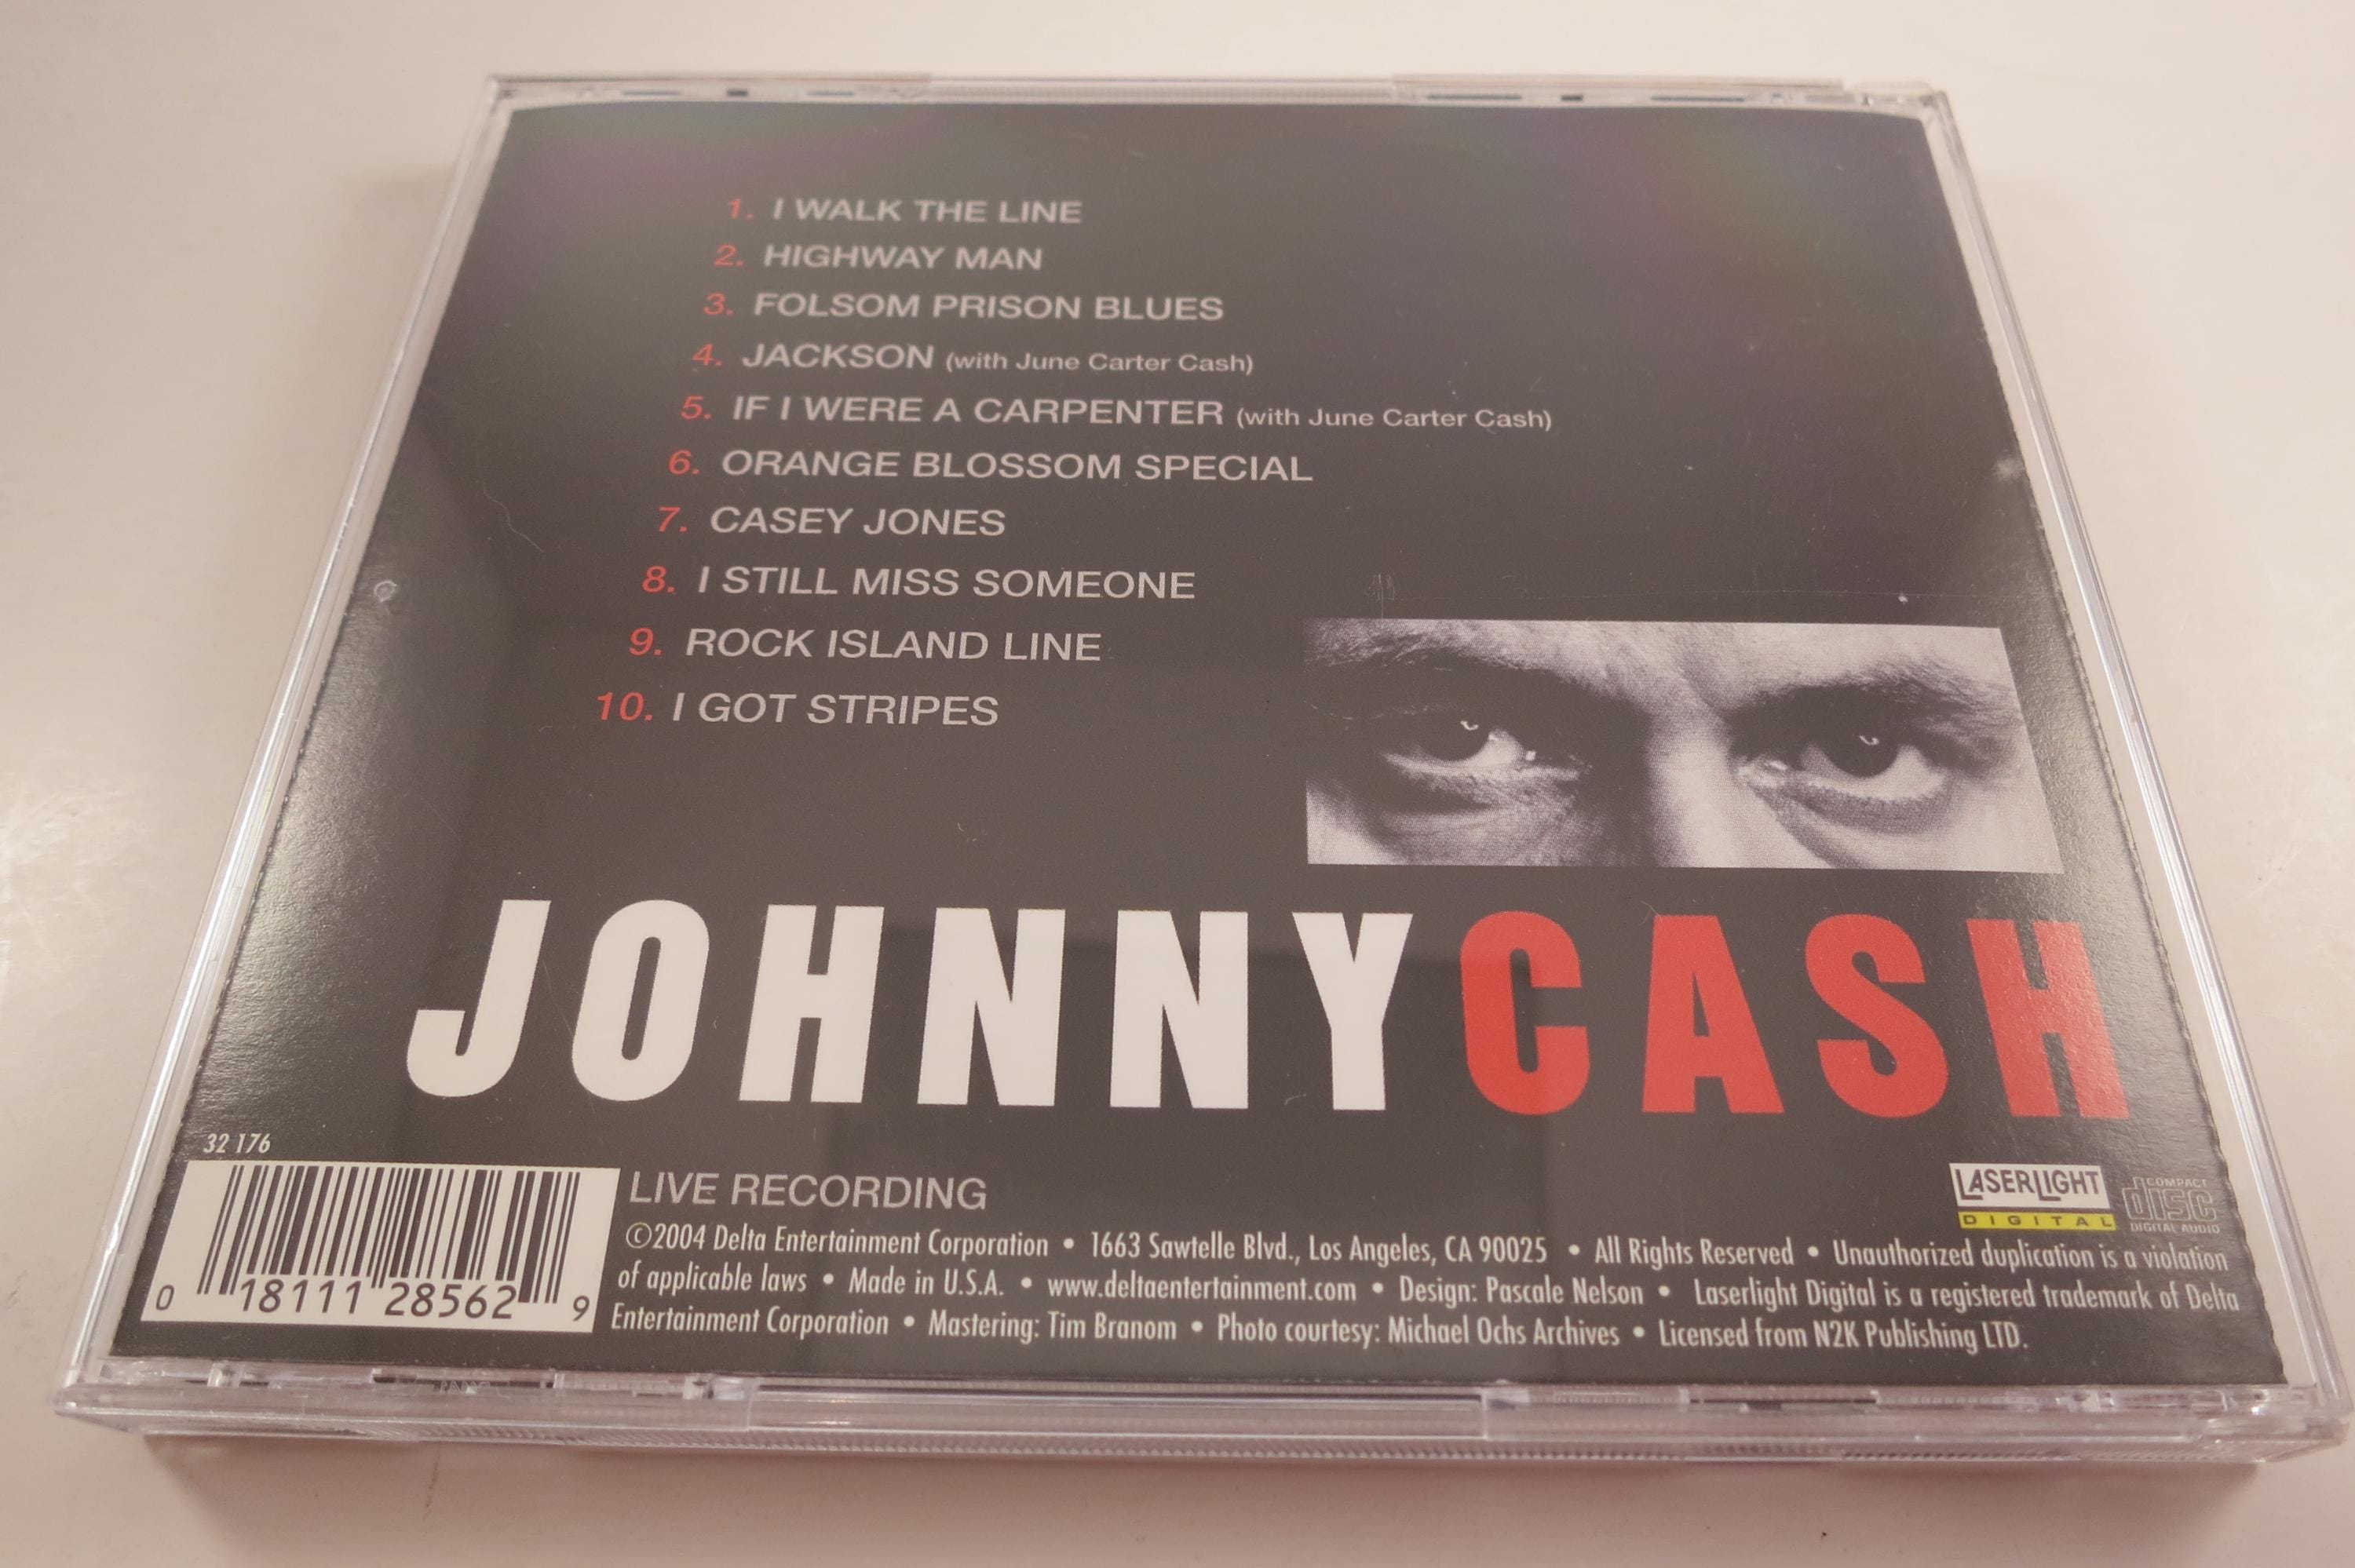 1. I WALK THE LINE
2. HIGHWAY MAN
3. FOLSOM PRISON BLUES
4. JACKSON (with June Carter Cash)
5. IF I WERE A CARPENTER (with June Carter Cash)
6. ORANGE BLOSSOM SPECIAL
7. CASEY JONES
8. I STILL MISS SOMEONE
9. ROCK ISLAND LINE
10. I GOT STRIPES
JOHNNYCASH
32 176
0 18111 28562 9
LIVE RECORDING
LASERLIGHT
DIGITAL
COMPACT
disc
DIGITAL AUDIO
©2004 Delta Entertainment Corporation • 1663 Sawtelle Blvd., Los Angeles, CA 90025 • All Rights Reserved • Unauthorized duplication is a violation
of applicable laws • Made in U.S.A. • www.deltaentertainment.com • Design: Pascale Nelson • Laserlight Digital is a registered trademark of Delta
Entertainment Corporation • Mastering: Tim Branom • Photo courtesy: Michael Ochs Archives • Licensed from N2K Publishing LTD.